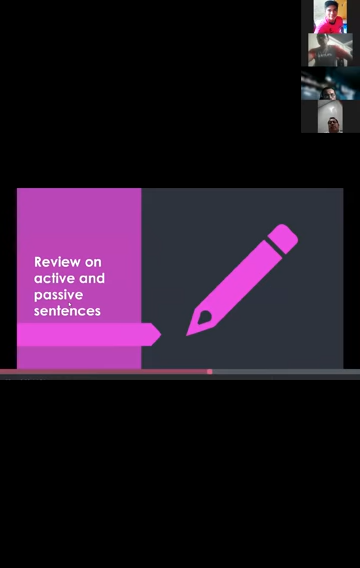 Review on
active and
passive
sentences